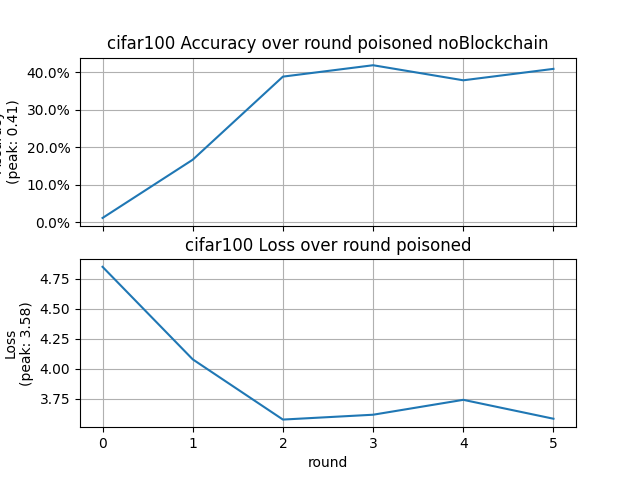 cifar100 Accuracy over round poisoned noBlockchain
(peak: 0.41)
40.0%
30.0%
20.0%
10.0%
0.0%
cifar100 Loss over round poisoned
Loss
(peak: 3.58)
4.75
4.50
4.25
4.00
3.75
0
1
2
3
4
5
round